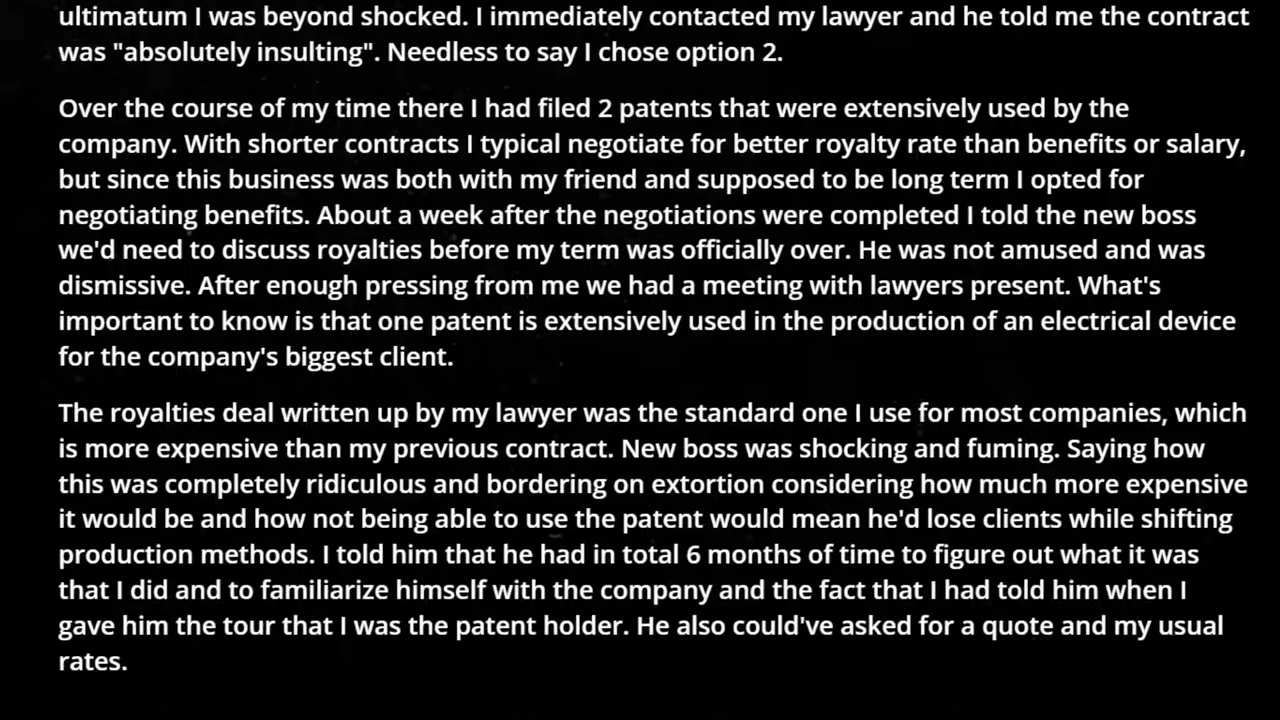 ultimatum I was beyond shocked. I immediately contacted my lawyer and he told me the contract
was "absolutely insulting". Needless to say I chose option 2.
Over the course of my time there I had filed 2 patents that were extensively used by the
company. With shorter contracts I typical negotiate for better royalty rate than benefits or salary,
but since this business was both with my friend and supposed to be long term I opted for
negotiating benefits. About a week after the negotiations were completed I told the new boss
we'd need to discuss royalties before my term was officially over. He was not amused and was
dismissive. After enough pressing from me we had a meeting with lawyers present. What's
important to know is that one patent is extensively used in the production of an electrical device
for the company's biggest client.
The royalties deal written up by my lawyer was the standard one I use for most companies, which
is more expensive than my previous contract. New boss was shocking and fuming. Saying how
this was completely ridiculous and bordering on extortion considering how much more expensive
it would be and how not being able to use the patent would mean he'd lose clients while shifting
production methods. I told him that he had in total 6 months of time to figure out what it was
that I did and to familiarize himself with the company and the fact that I had told him when I
gave him the tour that I was the patent holder. He also could've asked for a quote and my usual
rates.